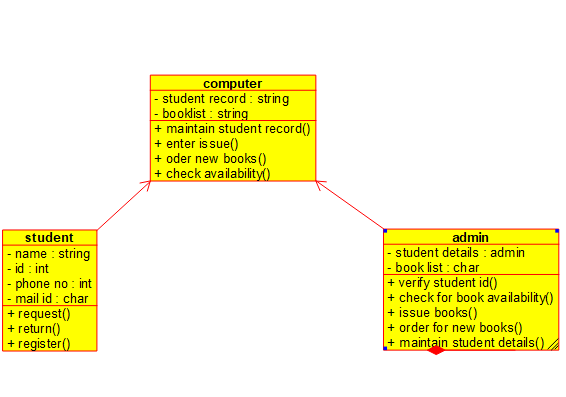 computer
- student record : string
- booklist : string
+ maintain student record()
+ enter issue()
+ oder new books()
+ check availability()
student
- name : string
- id : int
- phone no : int
- mail id : char
+ request()
+ return()
+ register()
admin
- student details : admin
- book list : char
+ verify student id()
+ check for book availability()
+ issue books()
+ order for new books()
+ maintain student details()